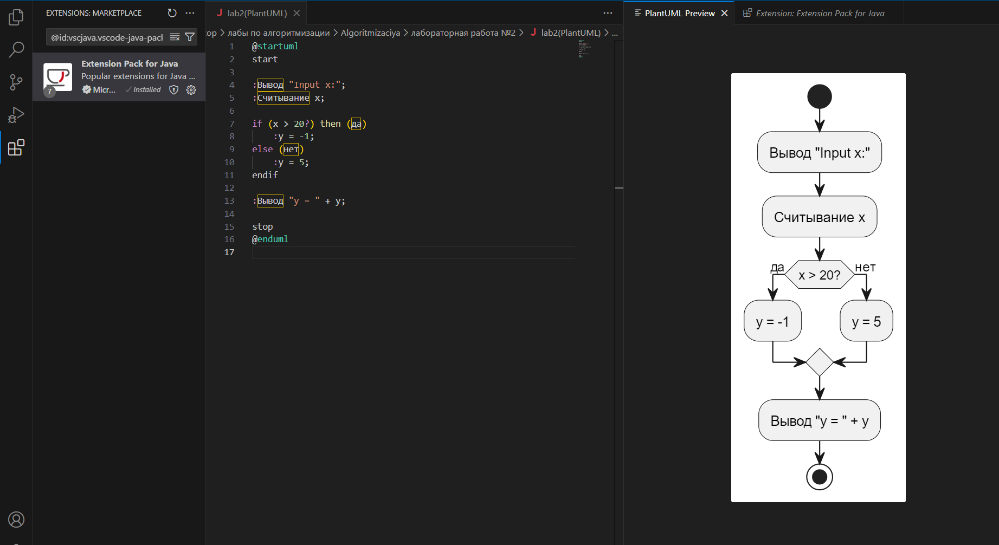 EXTENSIONS: MARKETPLACE
@id:vscjava.vscode-java-pacl
Extension Pack for Java
Popular extensions for Java ...
Micr...
Installed
7
lab2(PlantUML)
op > лабы по алгоритмизации > Algoritmizaciya > лабораторная работа №2 > J lab2(PlantUML) > ...
1 @startuml
2 start
3
4 :Вывод "Input x:";
5 :Считывание x;
6
7 if (x > 20?) then (да)
8 :y = -1;
9 else (нет)
10 :y = 5;
11 endif
12
13 :Вывод "y = " + y;
14
15 stop
16 @enduml
17
PlantUML Preview
Extension: Extension Pack for Java
Вывод "Input x:"
Считывание x
да
x > 20?
нет
y = -1
y = 5
Вывод "y = " + y